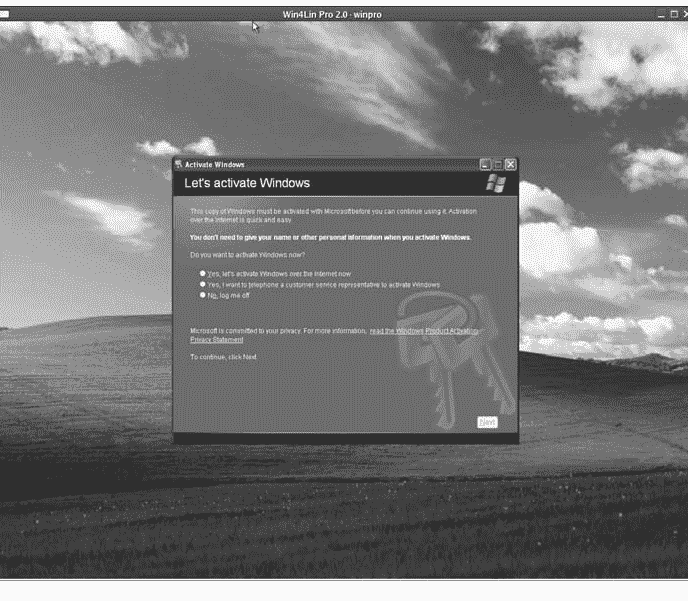 Win4Lin Pro 2.0 - winpro
Activate Windows
Let's activate Windows
This copy of Windows must be activated with Microsoft before you can continue using it. Activation
over the Internet is quick and easy.
You don't need to give your name or other personal information when you activate Windows.
Do you want to activate Windows now?
Yes, let's activate Windows over the Internet now
Yes, I want to telephone a customer service representative to activate Windows
No, log me off
Microsoft is committed to your privacy. For more information, read the Windows Product Activation
Privacy Statement
To continue, click Next.
Next